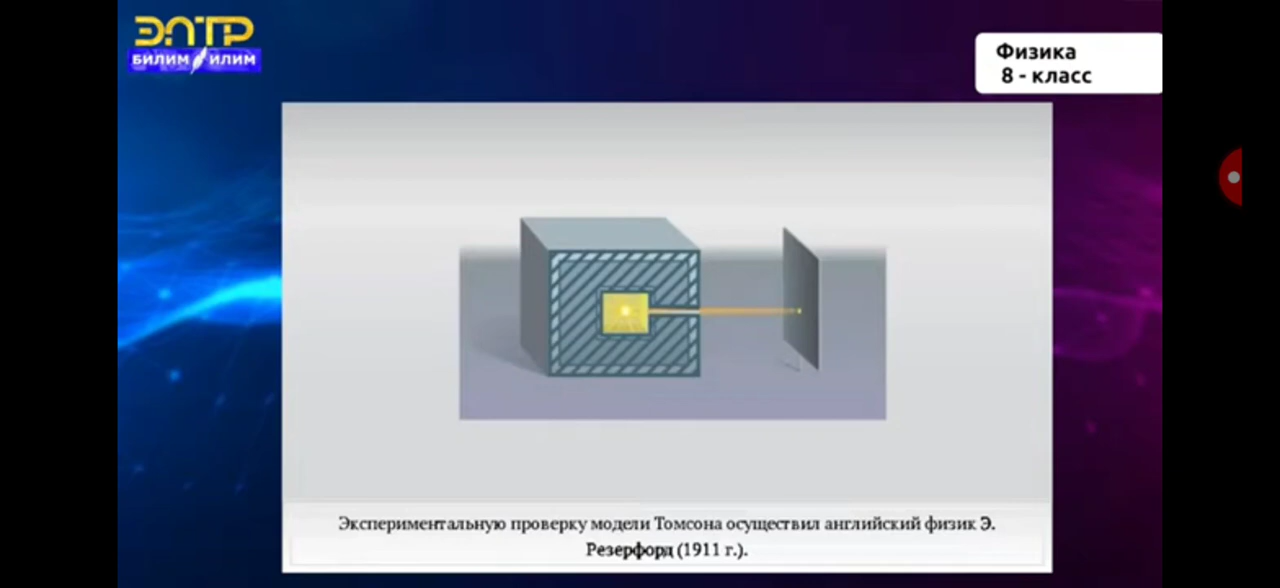 ЭЛТР
БИЛИМ ИЛИМ
Физика
8 - класс
Экспериментальную проверку модели Томсона осуществил английский физик Э.
Резерфорд (1911 г.).